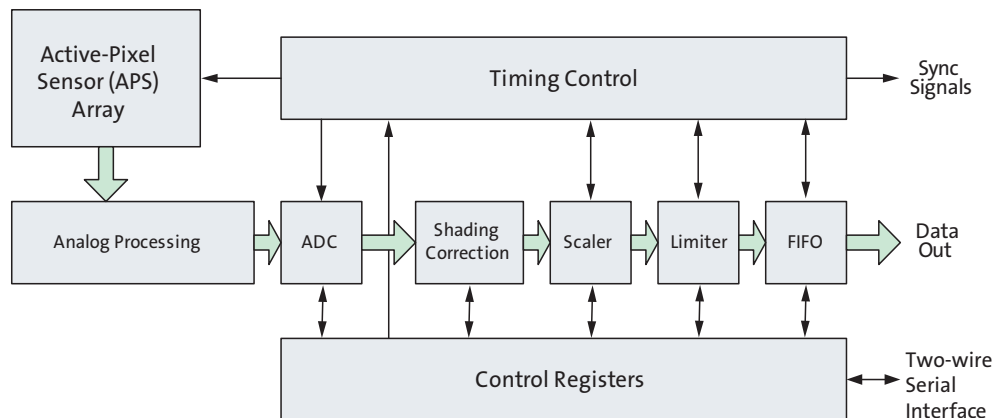 Active-Pixel
Sensor (APS)
Array
Timing Control
Sync
Signals
Analog Processing
ADC
Shading
Correction
Scaler
Limiter
FIFO
Data
Out
Control Registers
Two-wire
Serial
Interface